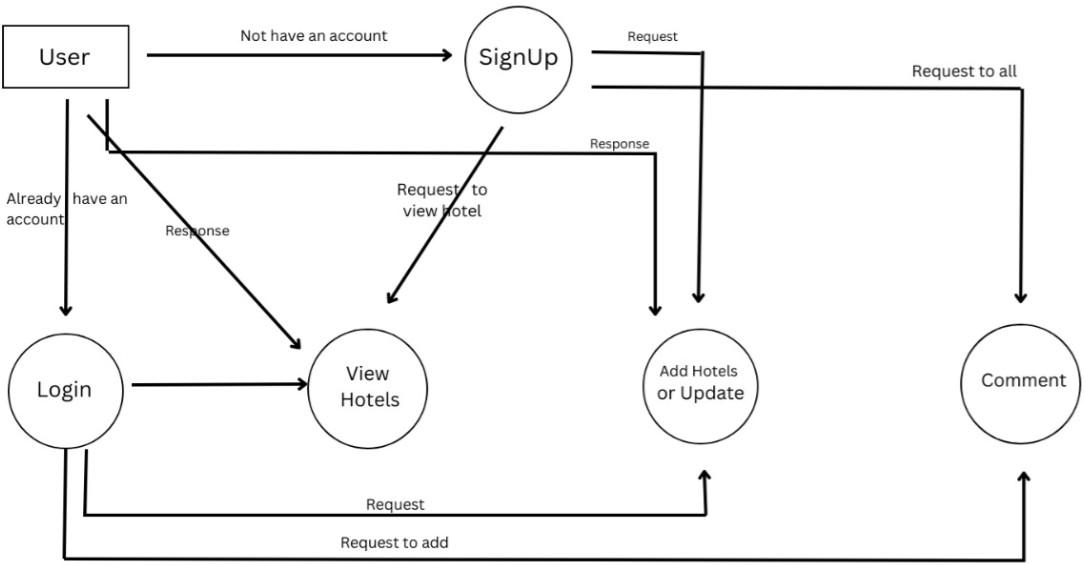 Not have an account
User
SignUp
Request
Request to all
Response
Already have an
account
Request to
view hotel
Response
Login
View
Hotels
Add Hotels
or Update
Comment
Request
Request to add